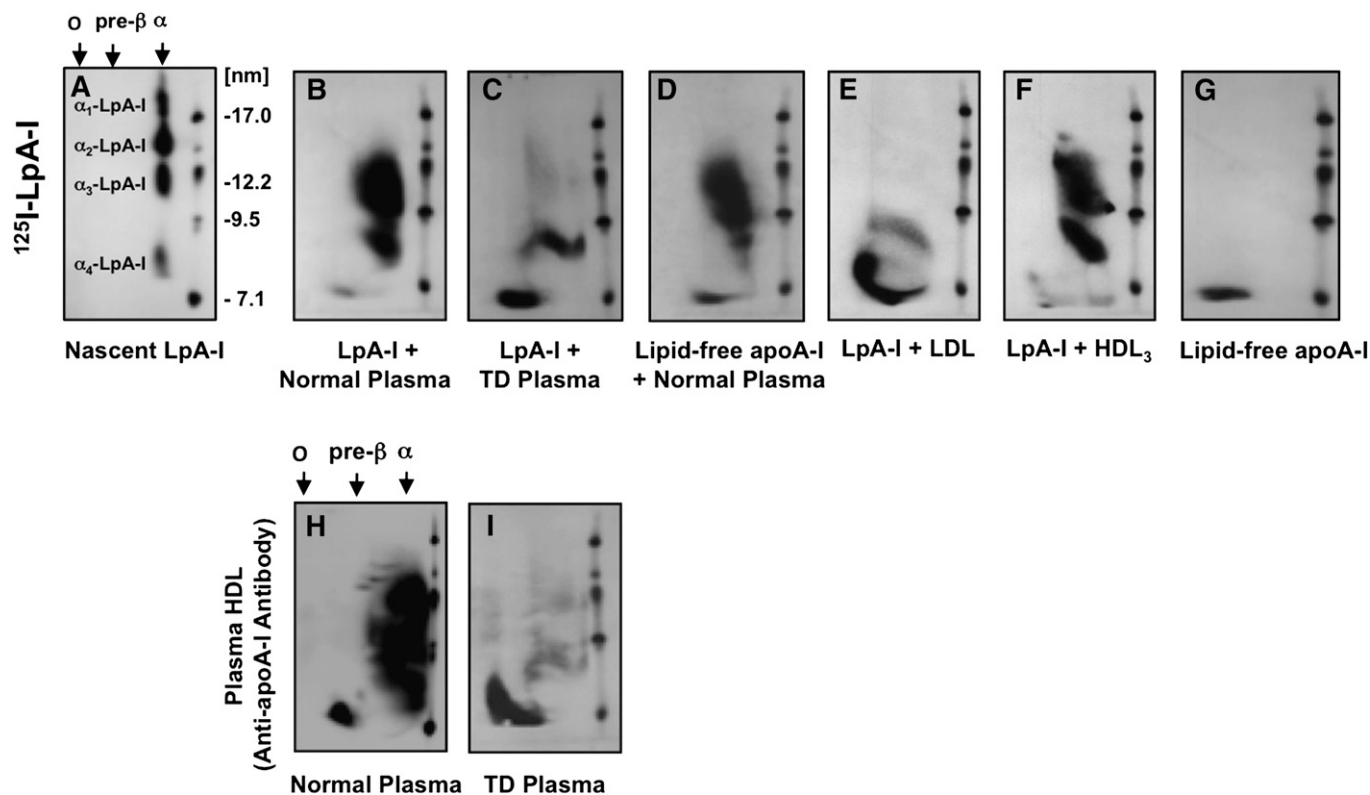 O pre-β α
¹²⁵I-LpA-I
A
α₁-LpA-I
α₂-LpA-I
α₃-LpA-I
α₄-LpA-I
[nm]
-17.0
-12.2
-9.5
- 7.1
Nascent LpA-I
B
LpA-I +
Normal Plasma
C
LpA-I +
TD Plasma
D
Lipid-free apoA-I
+ Normal Plasma
E
LpA-I + LDL
F
LpA-I + HDL₃
G
Lipid-free apoA-I
O pre-β α
Plasma HDL
(Anti-apoA-I Antibody)
H
Normal Plasma
I
TD Plasma